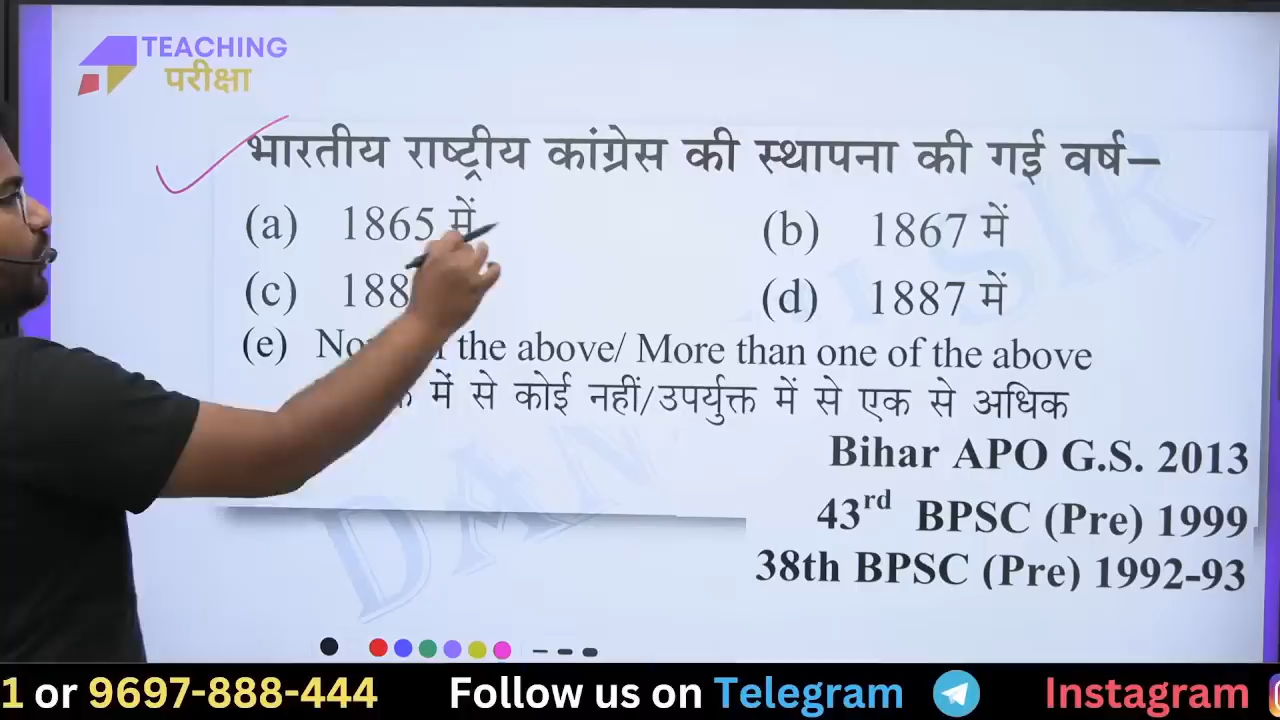 TEACHING
परीक्षा
भारतीय राष्ट्रीय कांग्रेस की स्थापना की गई वर्ष–
(a) 1865 में (b) 1867 में
(c) (d) 1887 में
(e) the above/ More than one of the above
में से कोई नहीं/उपर्युक्त में से एक से अधिक
Bihar APO G.S. 2013
43rd BPSC (Pre) 1999
38th BPSC (Pre) 1992-93
1 or 9697-888-444 Follow us on Telegram Instagram